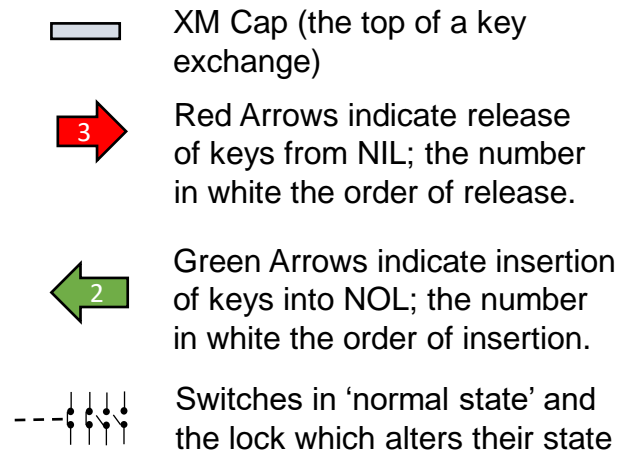 XM Cap (the top of a key
exchange)
3
Red Arrows indicate release
of keys from NIL; the number
in white the order of release.
2
Green Arrows indicate insertion
of keys into NOL; the number
in white the order of insertion.
Switches in ‘normal state’ and
the lock which alters their state